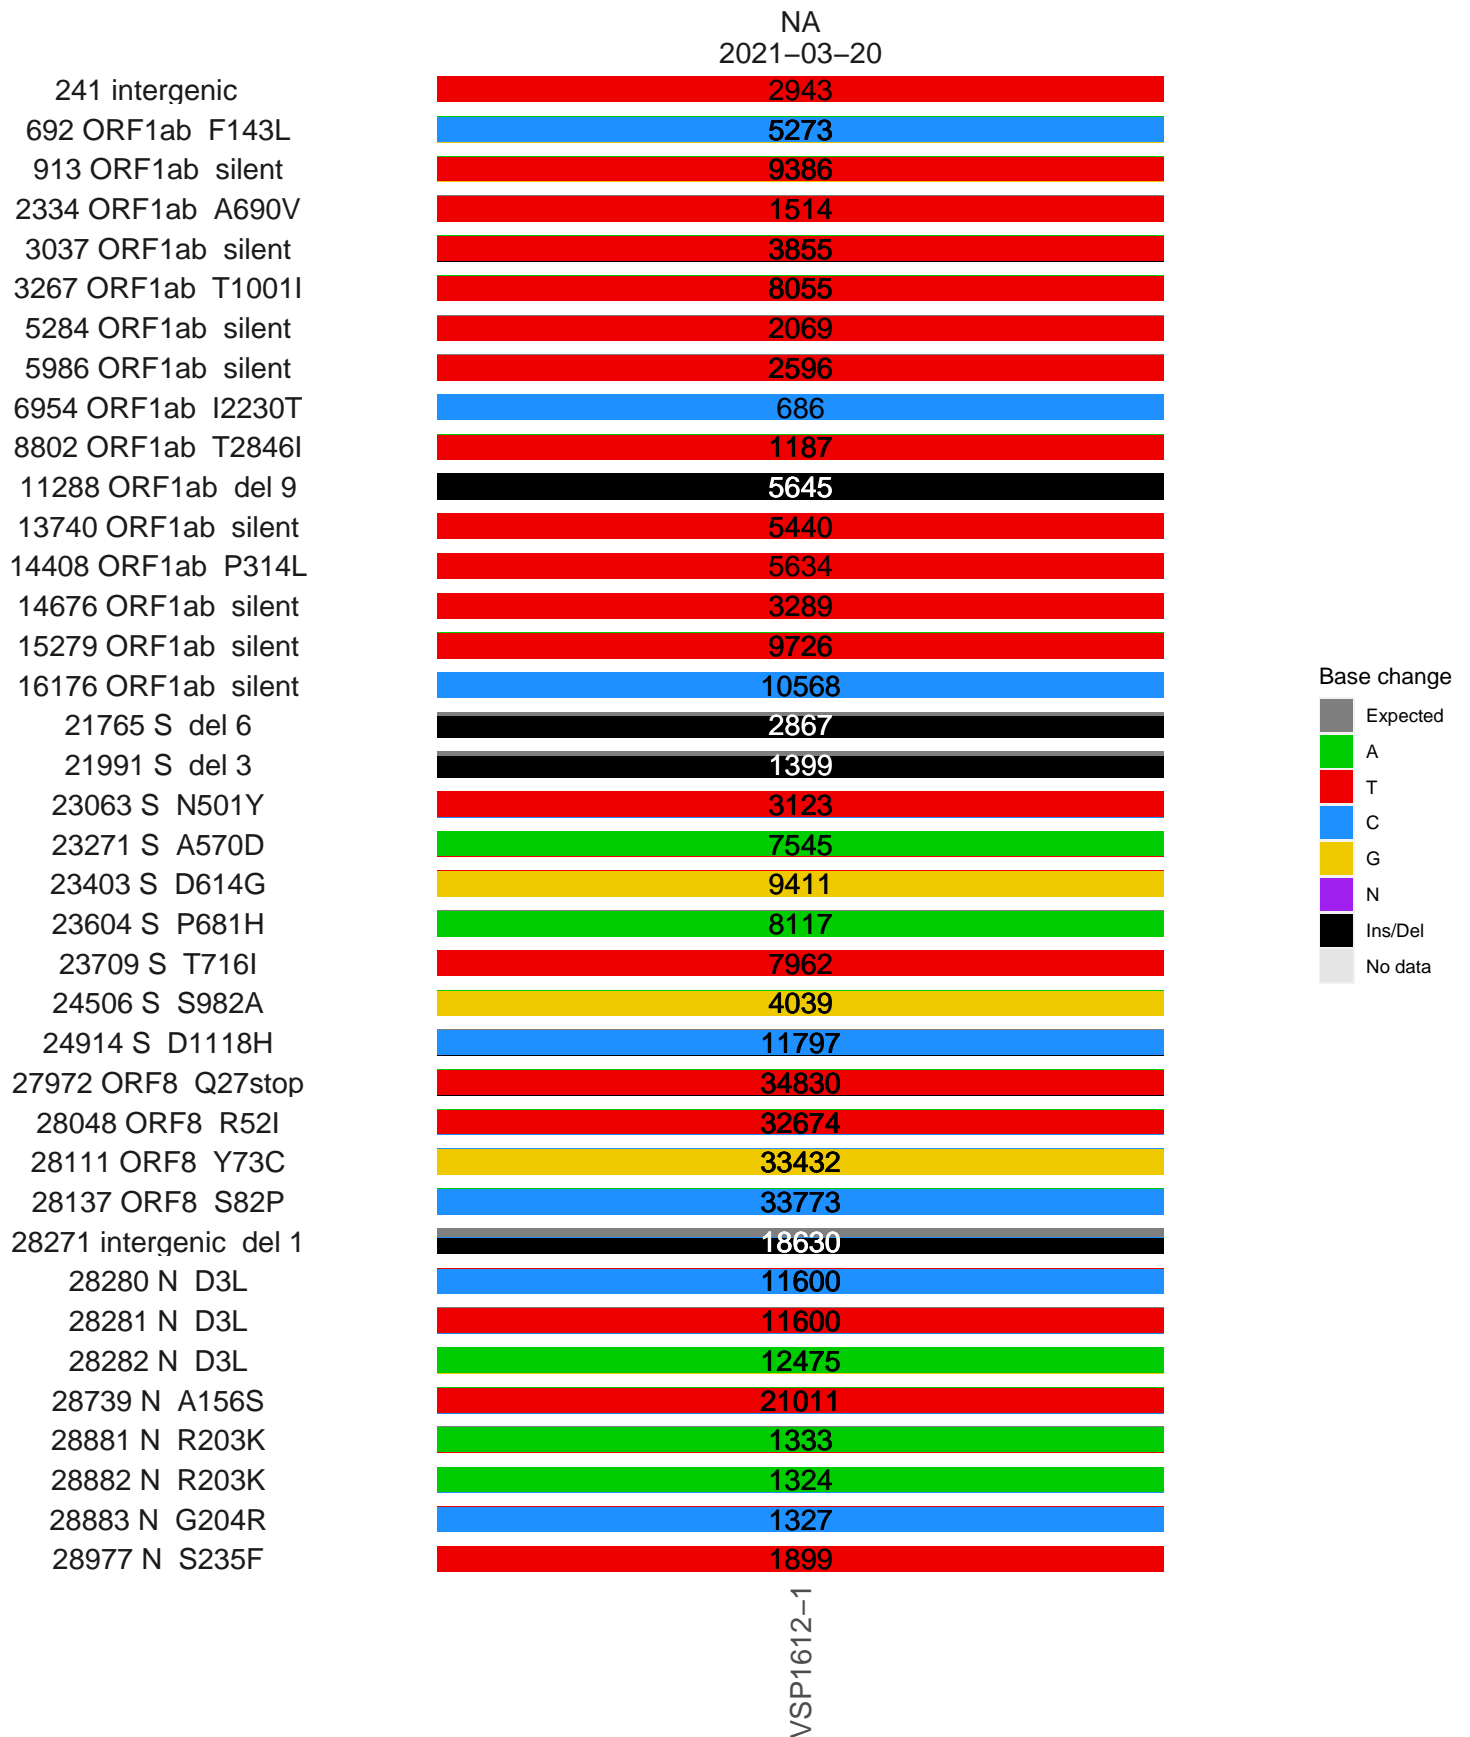 NA
2021−03−20
241 intergenic 2943
692 ORF1ab F143L 5273
913 ORF1ab silent 9386
2334 ORF1ab A690V 1514
3037 ORF1ab silent 3855
3267 ORF1ab T1001I 8055
5284 ORF1ab silent 2069
5986 ORF1ab silent 2596
6954 ORF1ab I2230T 686
8802 ORF1ab T2846I 1187
11288 ORF1ab del 9 5645
13740 ORF1ab silent 5440
14408 ORF1ab P314L 5634
14676 ORF1ab silent 3289
15279 ORF1ab silent 9726
16176 ORF1ab silent 10568
21765 S del 6 2867
21991 S del 3 1399
23063 S N501Y 3123
23271 S A570D 7545
23403 S D614G 9411
23604 S P681H 8117
23709 S T716I 7962
24506 S S982A 4039
24914 S D1118H 11797
27972 ORF8 Q27stop 34830
28048 ORF8 R52I 32674
28111 ORF8 Y73C 33432
28137 ORF8 S82P 33773
28271 intergenic del 1 18630
28280 N D3L 11600
28281 N D3L 11600
28282 N D3L 12475
28739 N A156S 21011
28881 N R203K 1333
28882 N R203K 1324
28883 N G204R 1327
28977 N S235F 1899
VSP1612−1
Base change
Expected
A
T
C
G
N
Ins/Del
No data